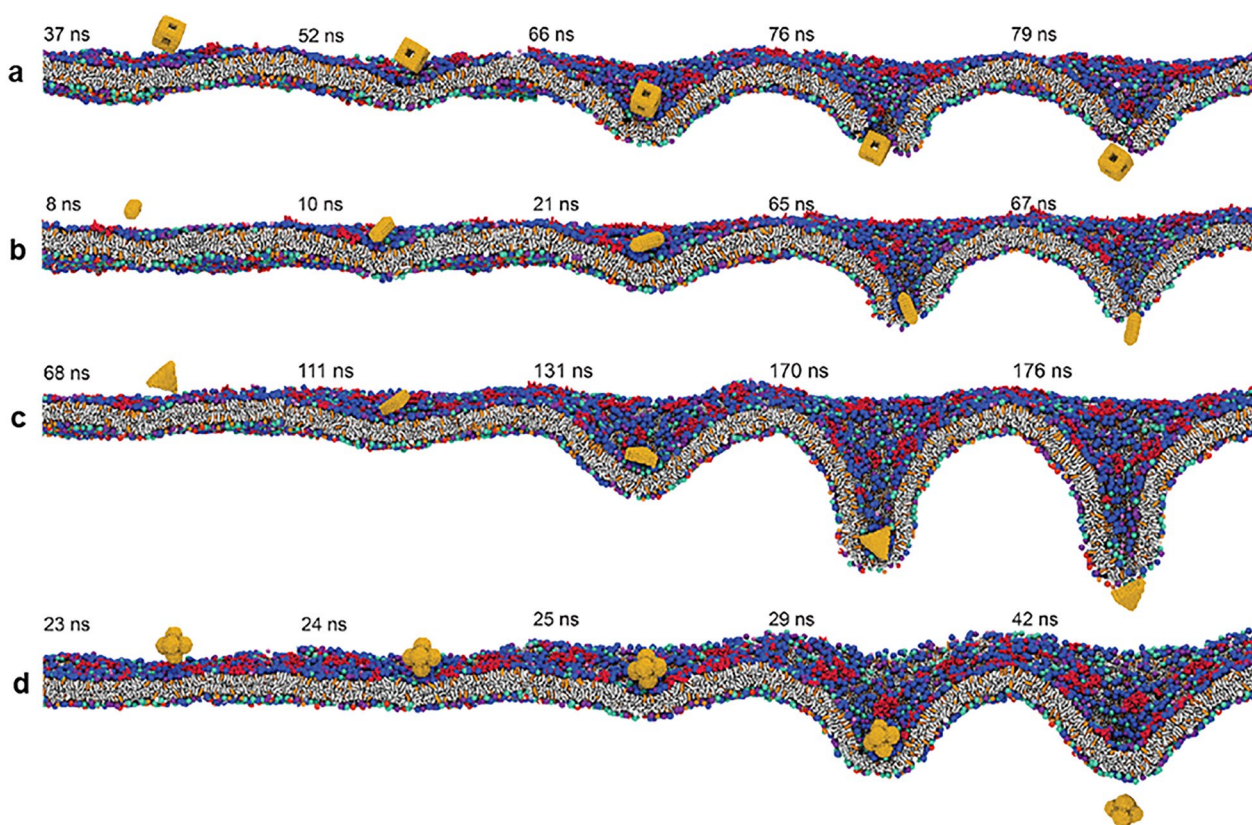 37 ns 52 ns 66 ns 76 ns 79 ns
a
8 ns 10 ns 21 ns 65 ns 67 ns
b
68 ns 111 ns 131 ns 170 ns 176 ns
c
23 ns 24 ns 25 ns 29 ns 42 ns
d